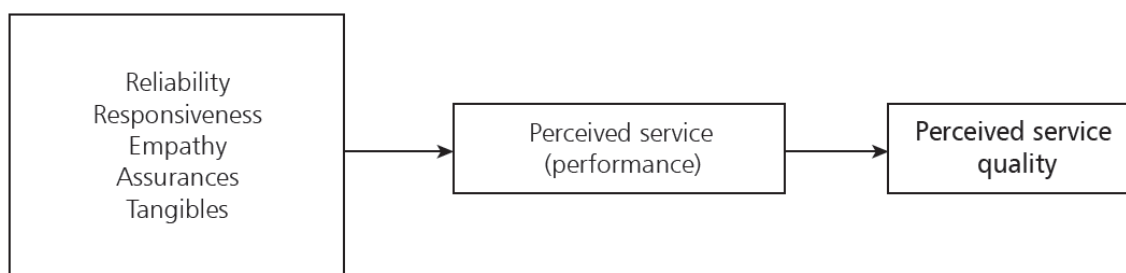 Reliability
Responsiveness
Empathy
Assurances
Tangibles
Perceived service
(performance)
Perceived service
quality